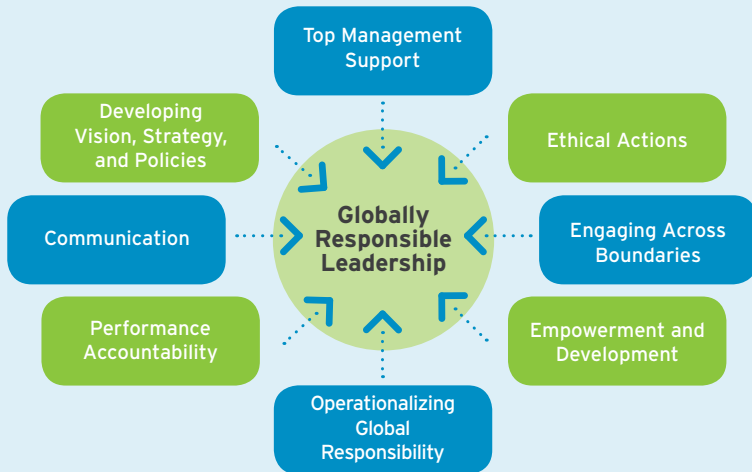 Top Management
Support
Developing
Vision, Strategy,
and Policies
Ethical Actions
Communication
Globally
Responsible
Leadership
Engaging Across
Boundaries
Performance
Accountability
Empowerment and
Development
Operationalizing
Global
Responsibility